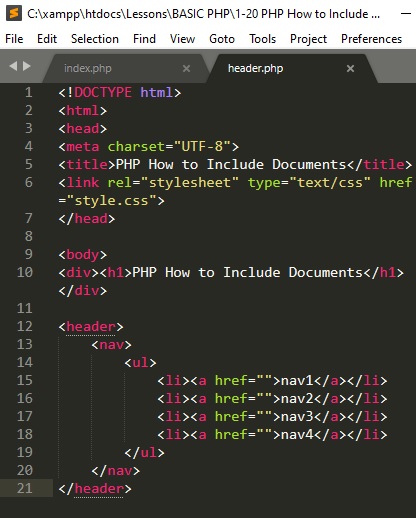 C:\xampp\htdocs\Lessons\BASIC PHP\1-20 PHP How to Include ...
File Edit Selection Find View Goto Tools Project Preferences
index.php × header.php ×
1 <!DOCTYPE html>
2 <html>
3 <head>
4 <meta charset="UTF-8">
5 <title>PHP How to Include Documents</title>
6 <link rel="stylesheet" type="text/css" href
="style.css">
7 </head>
8
9 <body>
10 <div><h1>PHP How to Include Documents</h1>
</div>
11
12 <header>
13 <nav>
14 <ul>
15 <li><a href="">nav1</a></li>
16 <li><a href="">nav2</a></li>
17 <li><a href="">nav3</a></li>
18 <li><a href="">nav4</a></li>
19 </ul>
20 </nav>
21 </header>